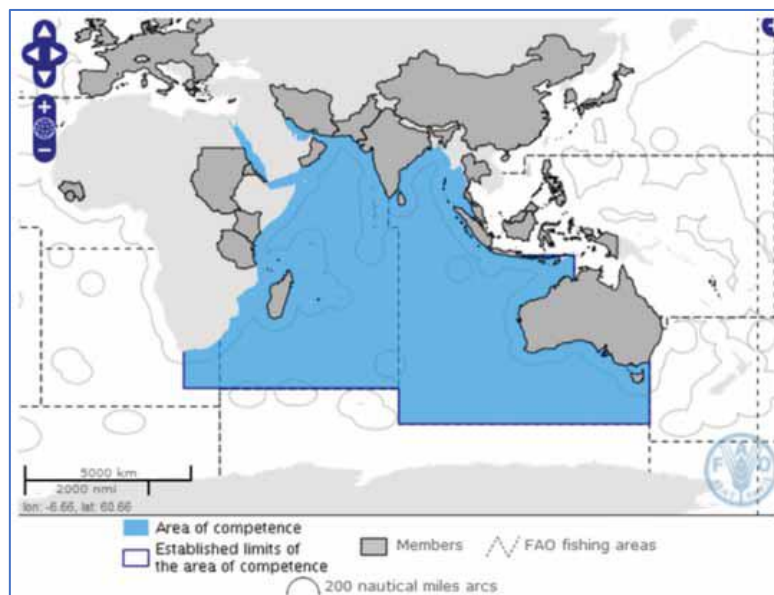 5000 km
2000 nmi
lon: -6.66, lat: 60.66
F A O
Area of competence
Established limits of
the area of competence
Members
FAO fishing areas
200 nautical miles arcs